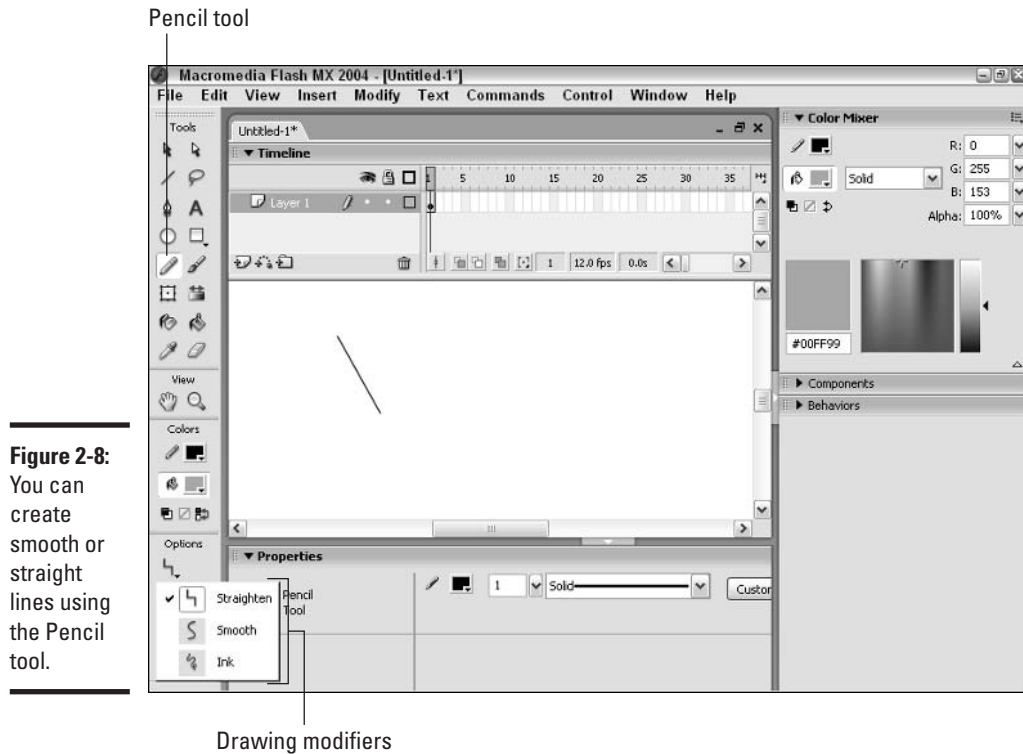 Pencil tool
Macromedia Flash MX 2004 - [Untitled-1*]
File Edit View Insert Modify Text Commands Control Window Help
Tools
Untitled-1*
Timeline
1 5 10 15 20 25 30 35
Layer 1
1 12.0 fps 0.0s
Color Mixer
R: 0
Solid G: 255
B: 153
Alpha: 100%
#00FF99
Components
Behaviors
A
View
Colors
Options
Straighten
Smooth
Ink
Properties
Pencil
Tool
1 Solid Custor
Figure 2-8:
You can
create
smooth or
straight
lines using
the Pencil
tool.
Drawing modifiers